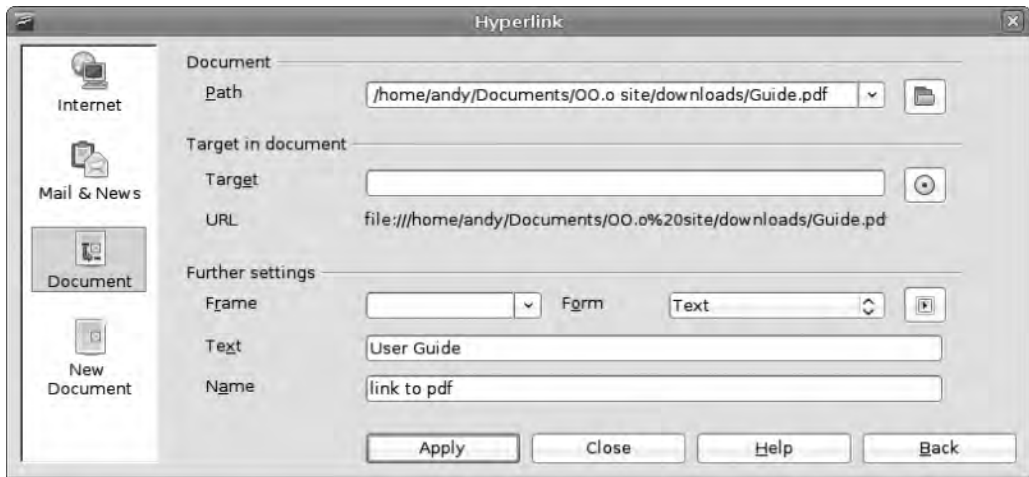 Hyperlink
Internet
Mail & News
Document
New
Document
Document
Path
/home/andy/Documents/OO.o site/downloads/Guide.pdf
Target in document
Target
URL
file:///home/andy/Documents/OO.o%20site/downloads/Guide.pd
Further settings
Frame
Form
Text
Text
User Guide
Name
link to pdf
Apply
Close
Help
Back